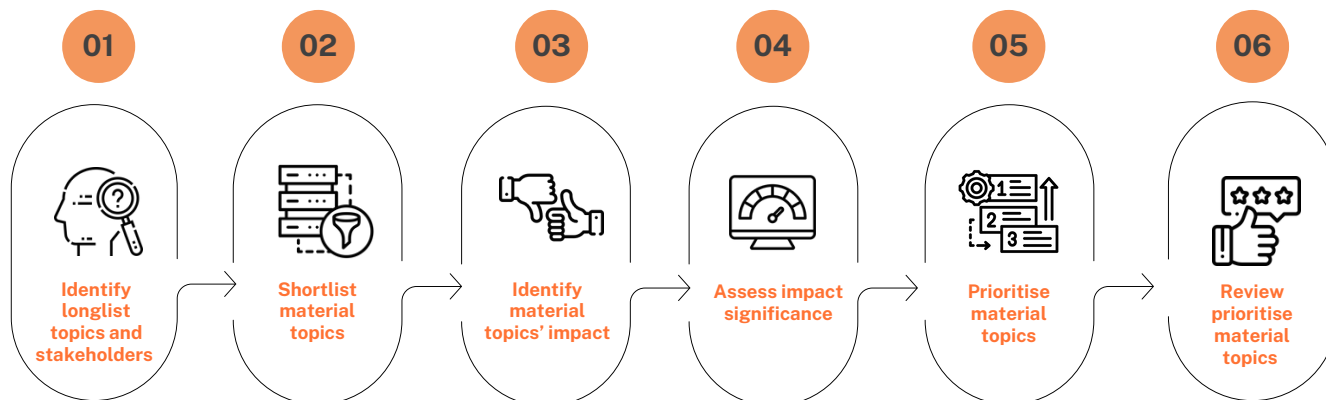 01
02
03
04
05
06
?
1
2
3
Identify
longlist
topics and
stakeholders
Shortlist
material
topics
Identify
material
topics’ impact
Assess impact
significance
Prioritise
material
topics
Review
prioritise
material
topics